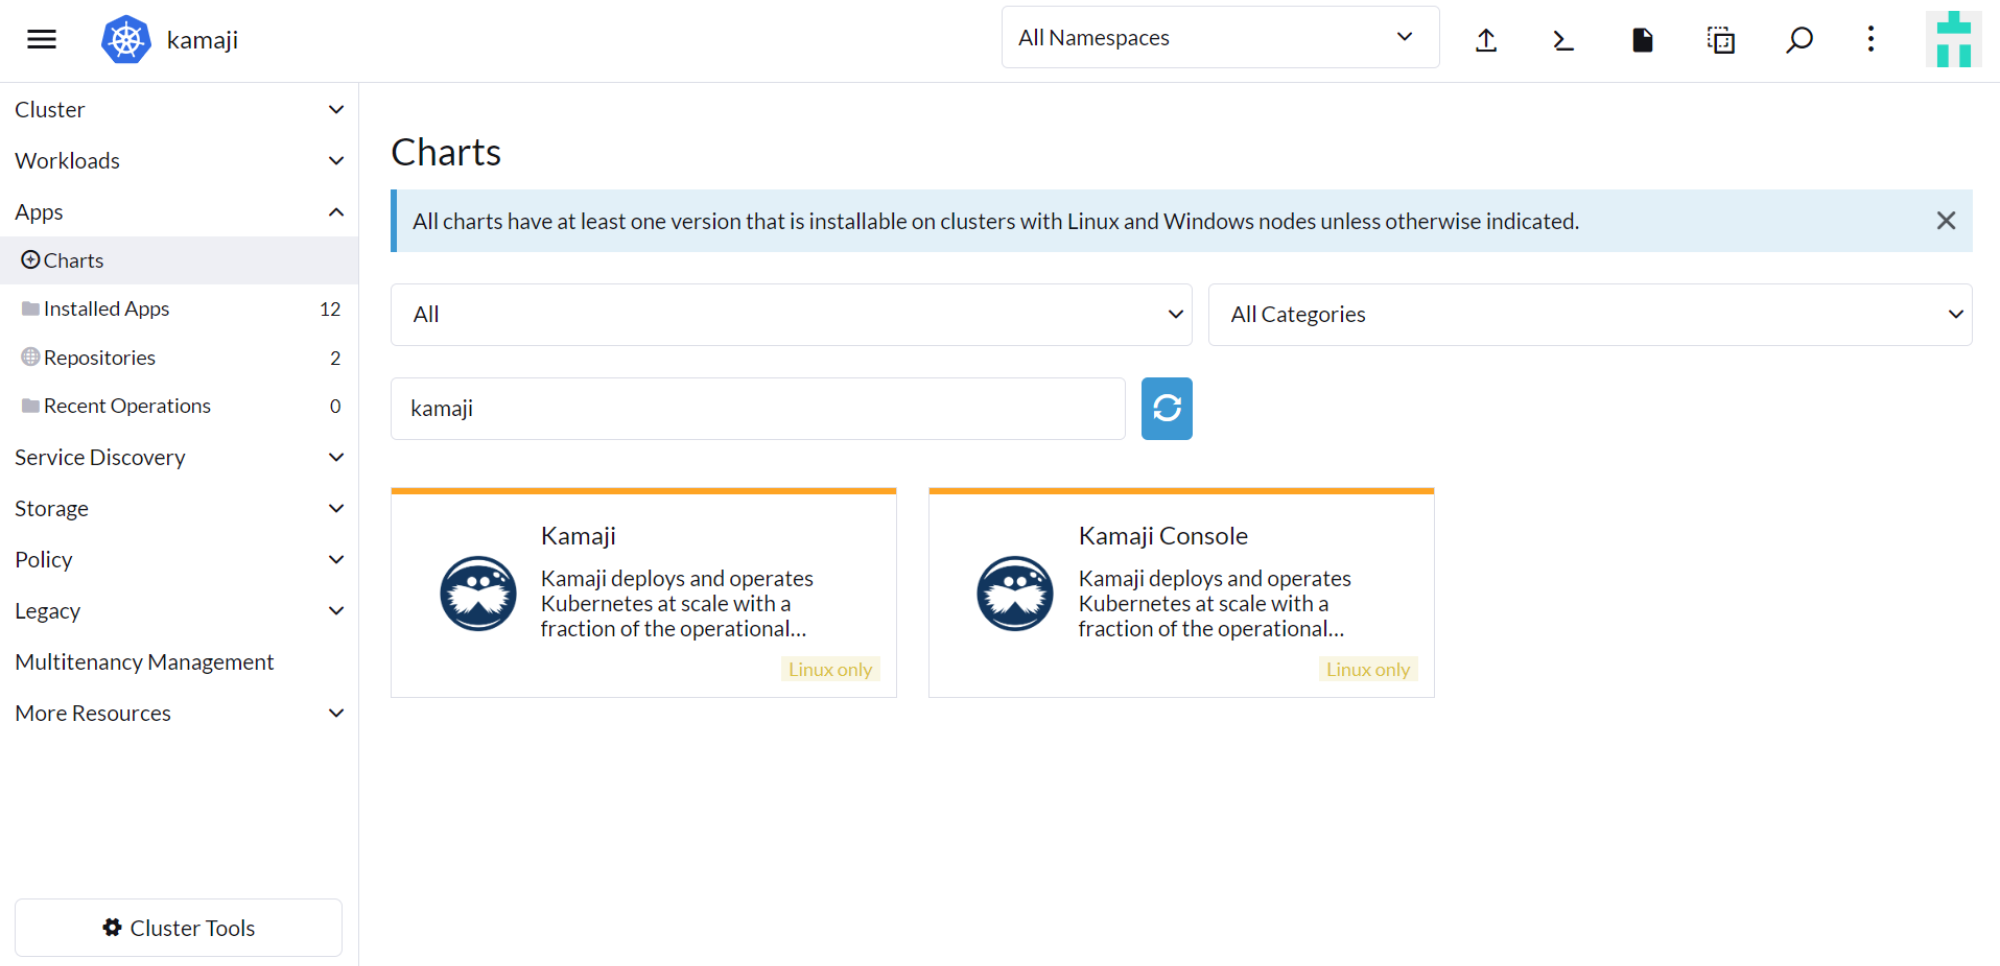 kamaji
All Namespaces
Cluster
Workloads
Apps
Charts
Installed Apps 12
Repositories 2
Recent Operations 0
Service Discovery
Storage
Policy
Legacy
Multitenancy Management
More Resources
Cluster Tools
Charts
All charts have at least one version that is installable on clusters with Linux and Windows nodes unless otherwise indicated.
All
All Categories
kamaji
Kamaji
Kamaji deploys and operates
Kubernetes at scale with a
fraction of the operational...
Linux only
Kamaji Console
Kamaji deploys and operates
Kubernetes at scale with a
fraction of the operational...
Linux only